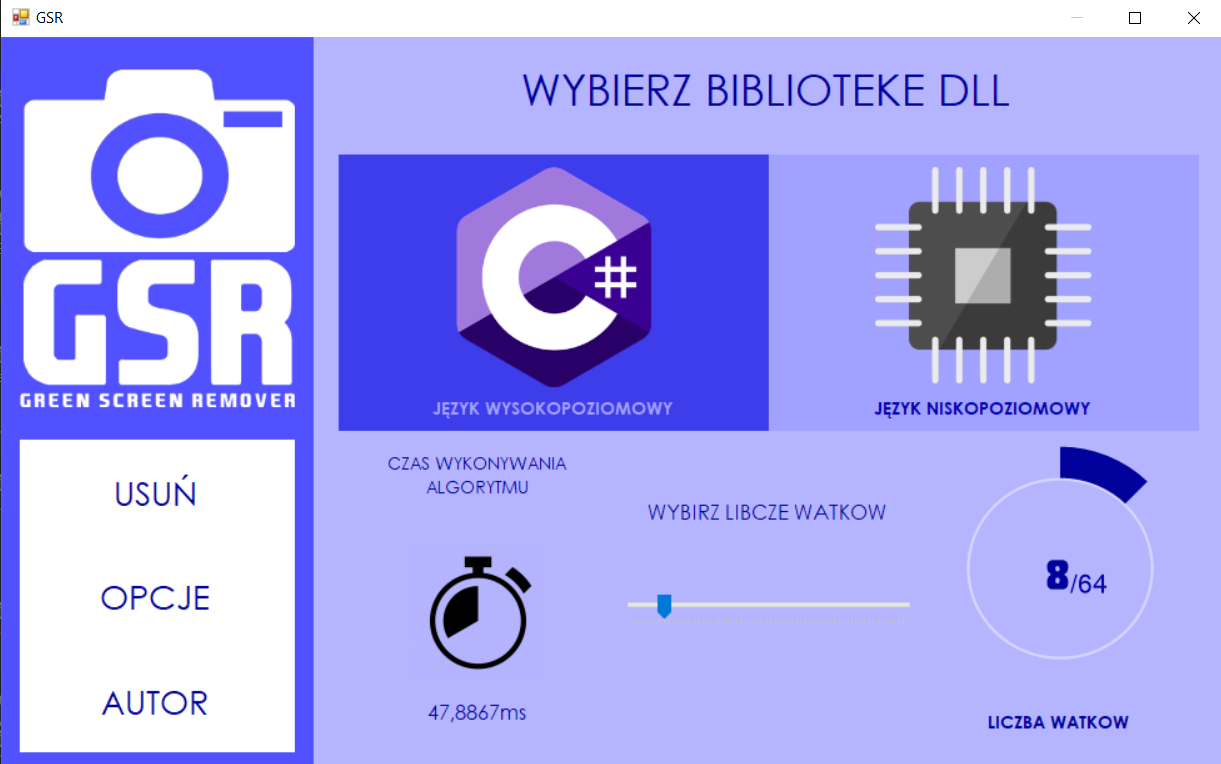 GSR
WYBIERZ BIBLIOTEKE DLL
C#
GSR
GREEN SCREEN REMOVER
JĘZYK WYSOKOPOZIOMOWY
JĘZYK NISKOPOZIOMOWY
USUŃ
OPCJE
AUTOR
CZAS WYKONYWANIA
ALGORYTMU
47,8867ms
WYBIRZ LIBCZE WATKOW
8/64
LICZBA WATKOW